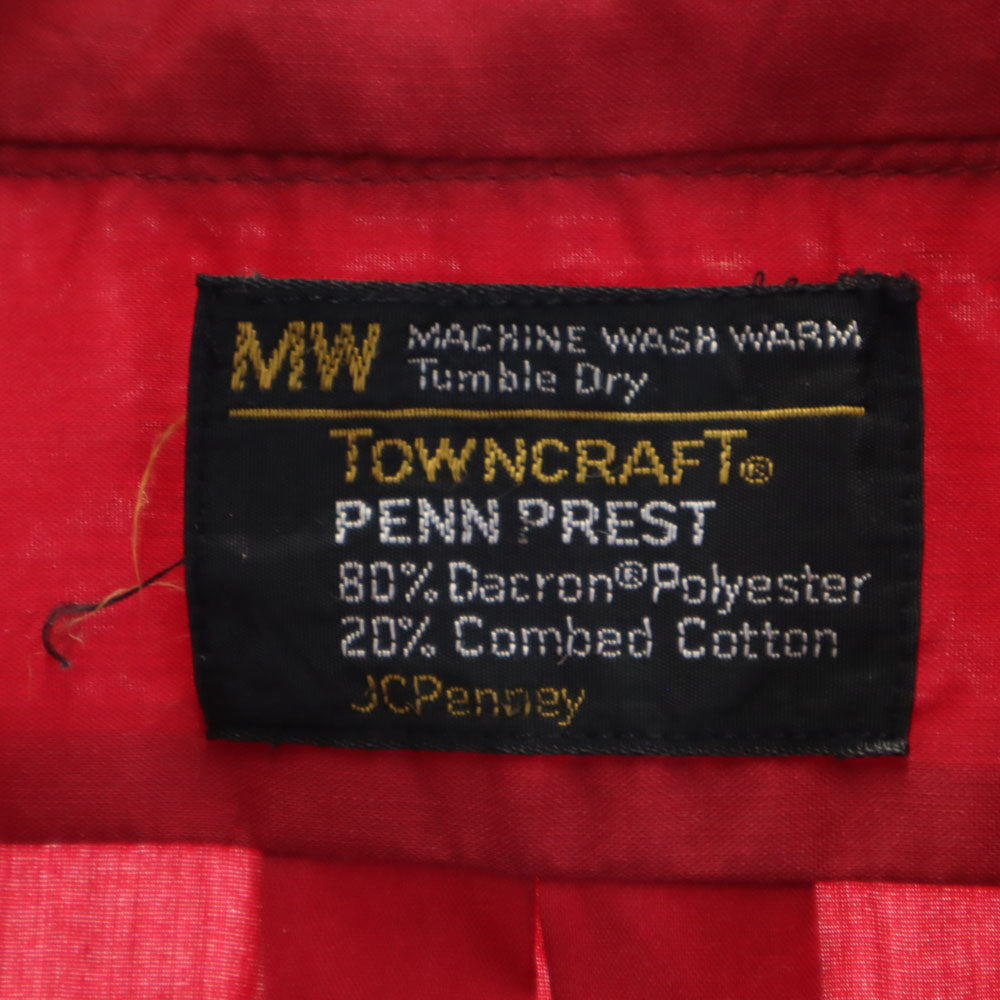 MW MACHINE WASH WARM
Tumble Dry
TOWNCRAFT®
PENN PREST
80% Dacron® Polyester
20% Combed Cotton
JCPenney